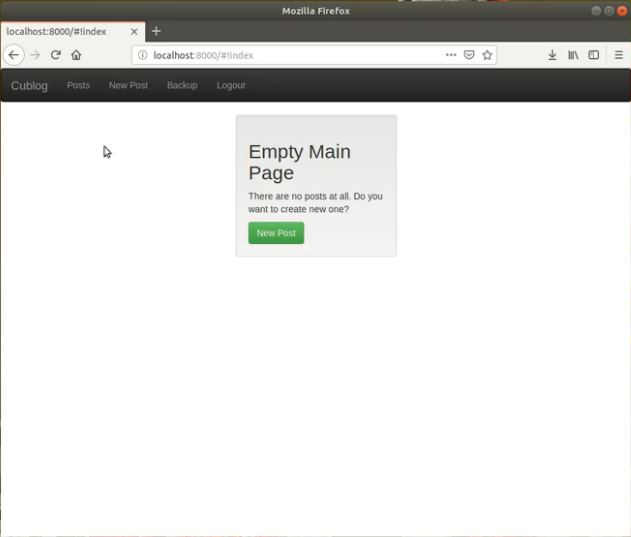 Mozilla Firefox
localhost:8000/#!index
localhost:8000/#!index
Cublog Posts New Post Backup Logout
Empty Main
Page
There are no posts at all. Do you
want to create new one?
New Post